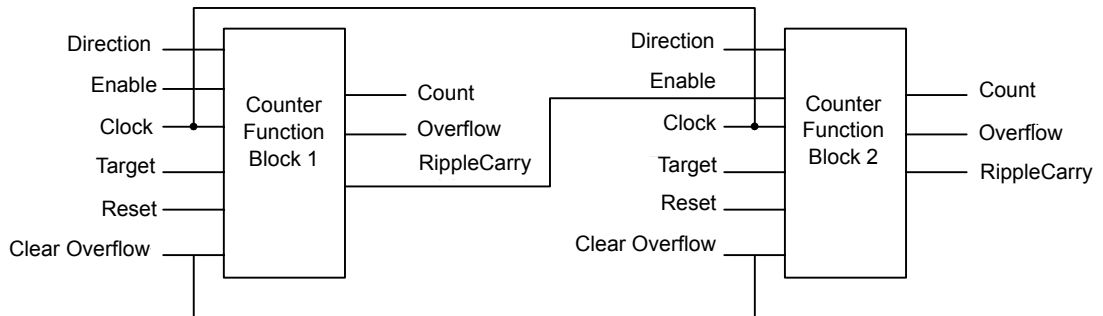 Direction
Enable
Clock
Target
Reset
Clear Overflow
Counter
Function
Block 1
Count
Overflow
RippleCarry
Direction
Enable
Clock
Target
Reset
Clear Overflow
Counter
Function
Block 2
Count
Overflow
RippleCarry